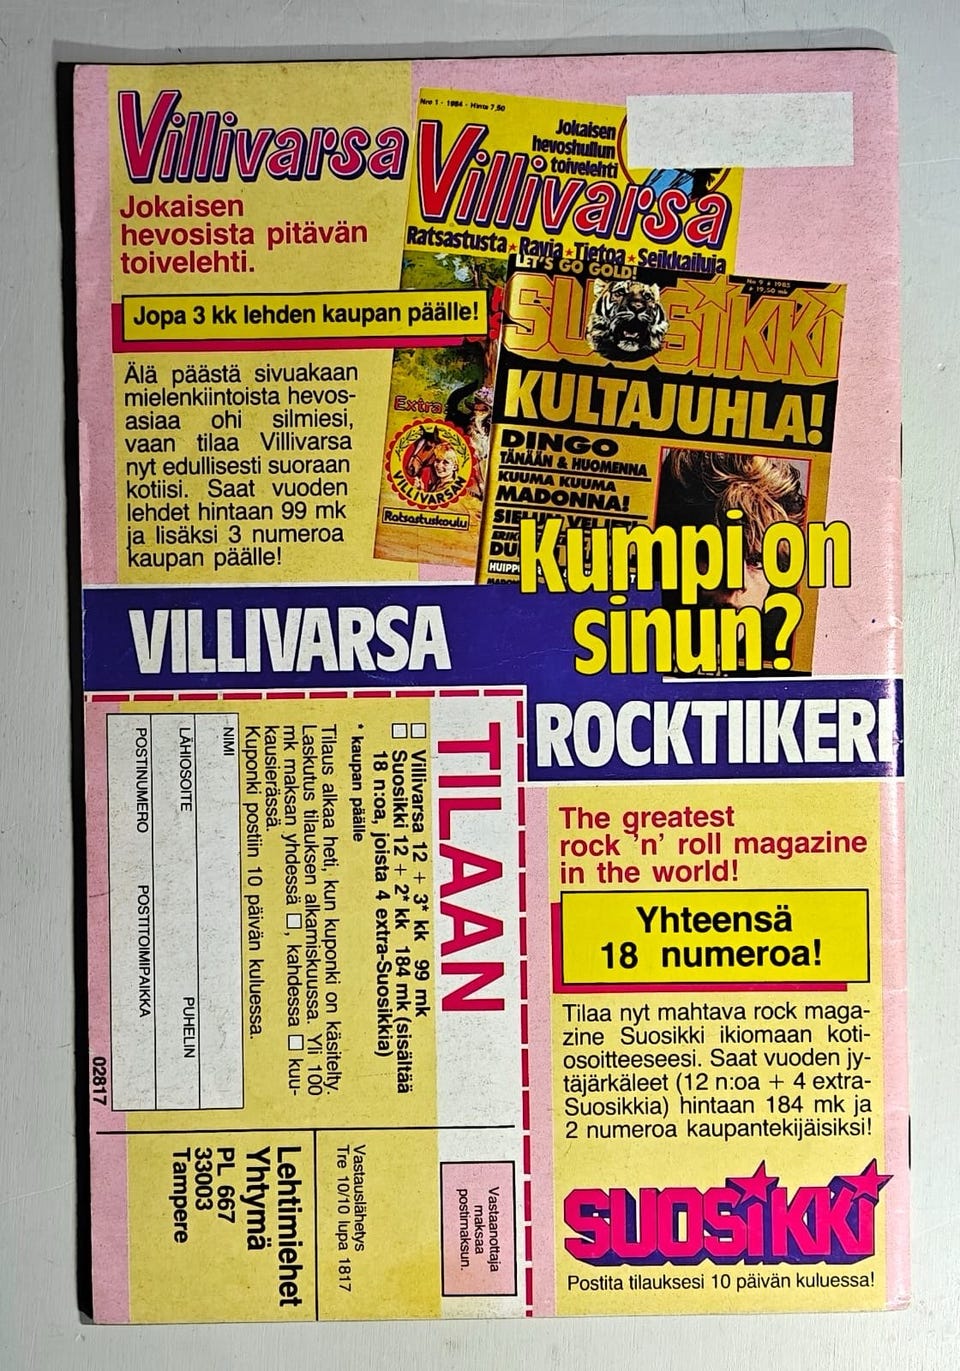 Villivarsa
Jokaisen
hevosista pitävän
toivelehti.
Jopa 3 kk lehden kaupan päälle!
Älä päästä sivuakaan
mielenkiintoista hevos-
asiaa ohi silmiesi,
vaan tilaa Villivarsa
nyt edullisesti suoraan
kotiisi. Saat vuoden
lehdet hintaan 99 mk
ja lisäksi 3 numeroa
kaupan päälle!
Nro 1 · 1984 · Hinta 7,50
Jokaisen
hevoshullun
toivelehti
Villivarsa
Ratsastusta ★ Ravia ★ Tietoa ★ Seikkailuja
Extra
VILLIVARSAN
Ratsastuskoulu
LET'S GO GOLD!
No 9 ★ 1985
★ 19,50 mk
SUOSIKKI
KULTAJUHLA!
DINGO
TÄNÄÄN & HUOMENNA
KUUMA KUUMA
MADONNA!
Kumpi on
sinun?
VILLIVARSA
ROCKTIIKERI
TILAAN
Villivarsa 12 + 3* kk 99 mk
Suosikki 12 + 2* kk 184 mk (sisältää
18 n:oa, joista 4 extra-Suosikkia)
* kaupan päälle
Tilaus alkaa heti, kun kuponki on käsitelty.
Laskutus tilauksen alkamiskuussa. Yli 100
mk maksan yhdessä □, kahdessa □ kuu-
kausierässä.
Kuponki postiin 10 päivän kuluessa.
NIMI
LÄHIOSOITE PUHELIN
POSTINUMERO POSTITOIMIPAIKKA
02817
Vastaanottaja
maksaa
postimaksun.
Vastauslähetys
Tre 10/10 lupa 1817
Lehtimiehet
Yhtymä
PL 667
33003
Tampere
The greatest
rock 'n' roll magazine
in the world!
Yhteensä
18 numeroa!
Tilaa nyt mahtava rock maga-
zine Suosikki ikiomaan koti-
osoitteeseesi. Saat vuoden jy-
täjärkäleet (12 n:oa + 4 extra-
Suosikkia) hintaan 184 mk ja
2 numeroa kaupantekijäisiksi!
SUOSIKKI
Postita tilauksesi 10 päivän kuluessa!